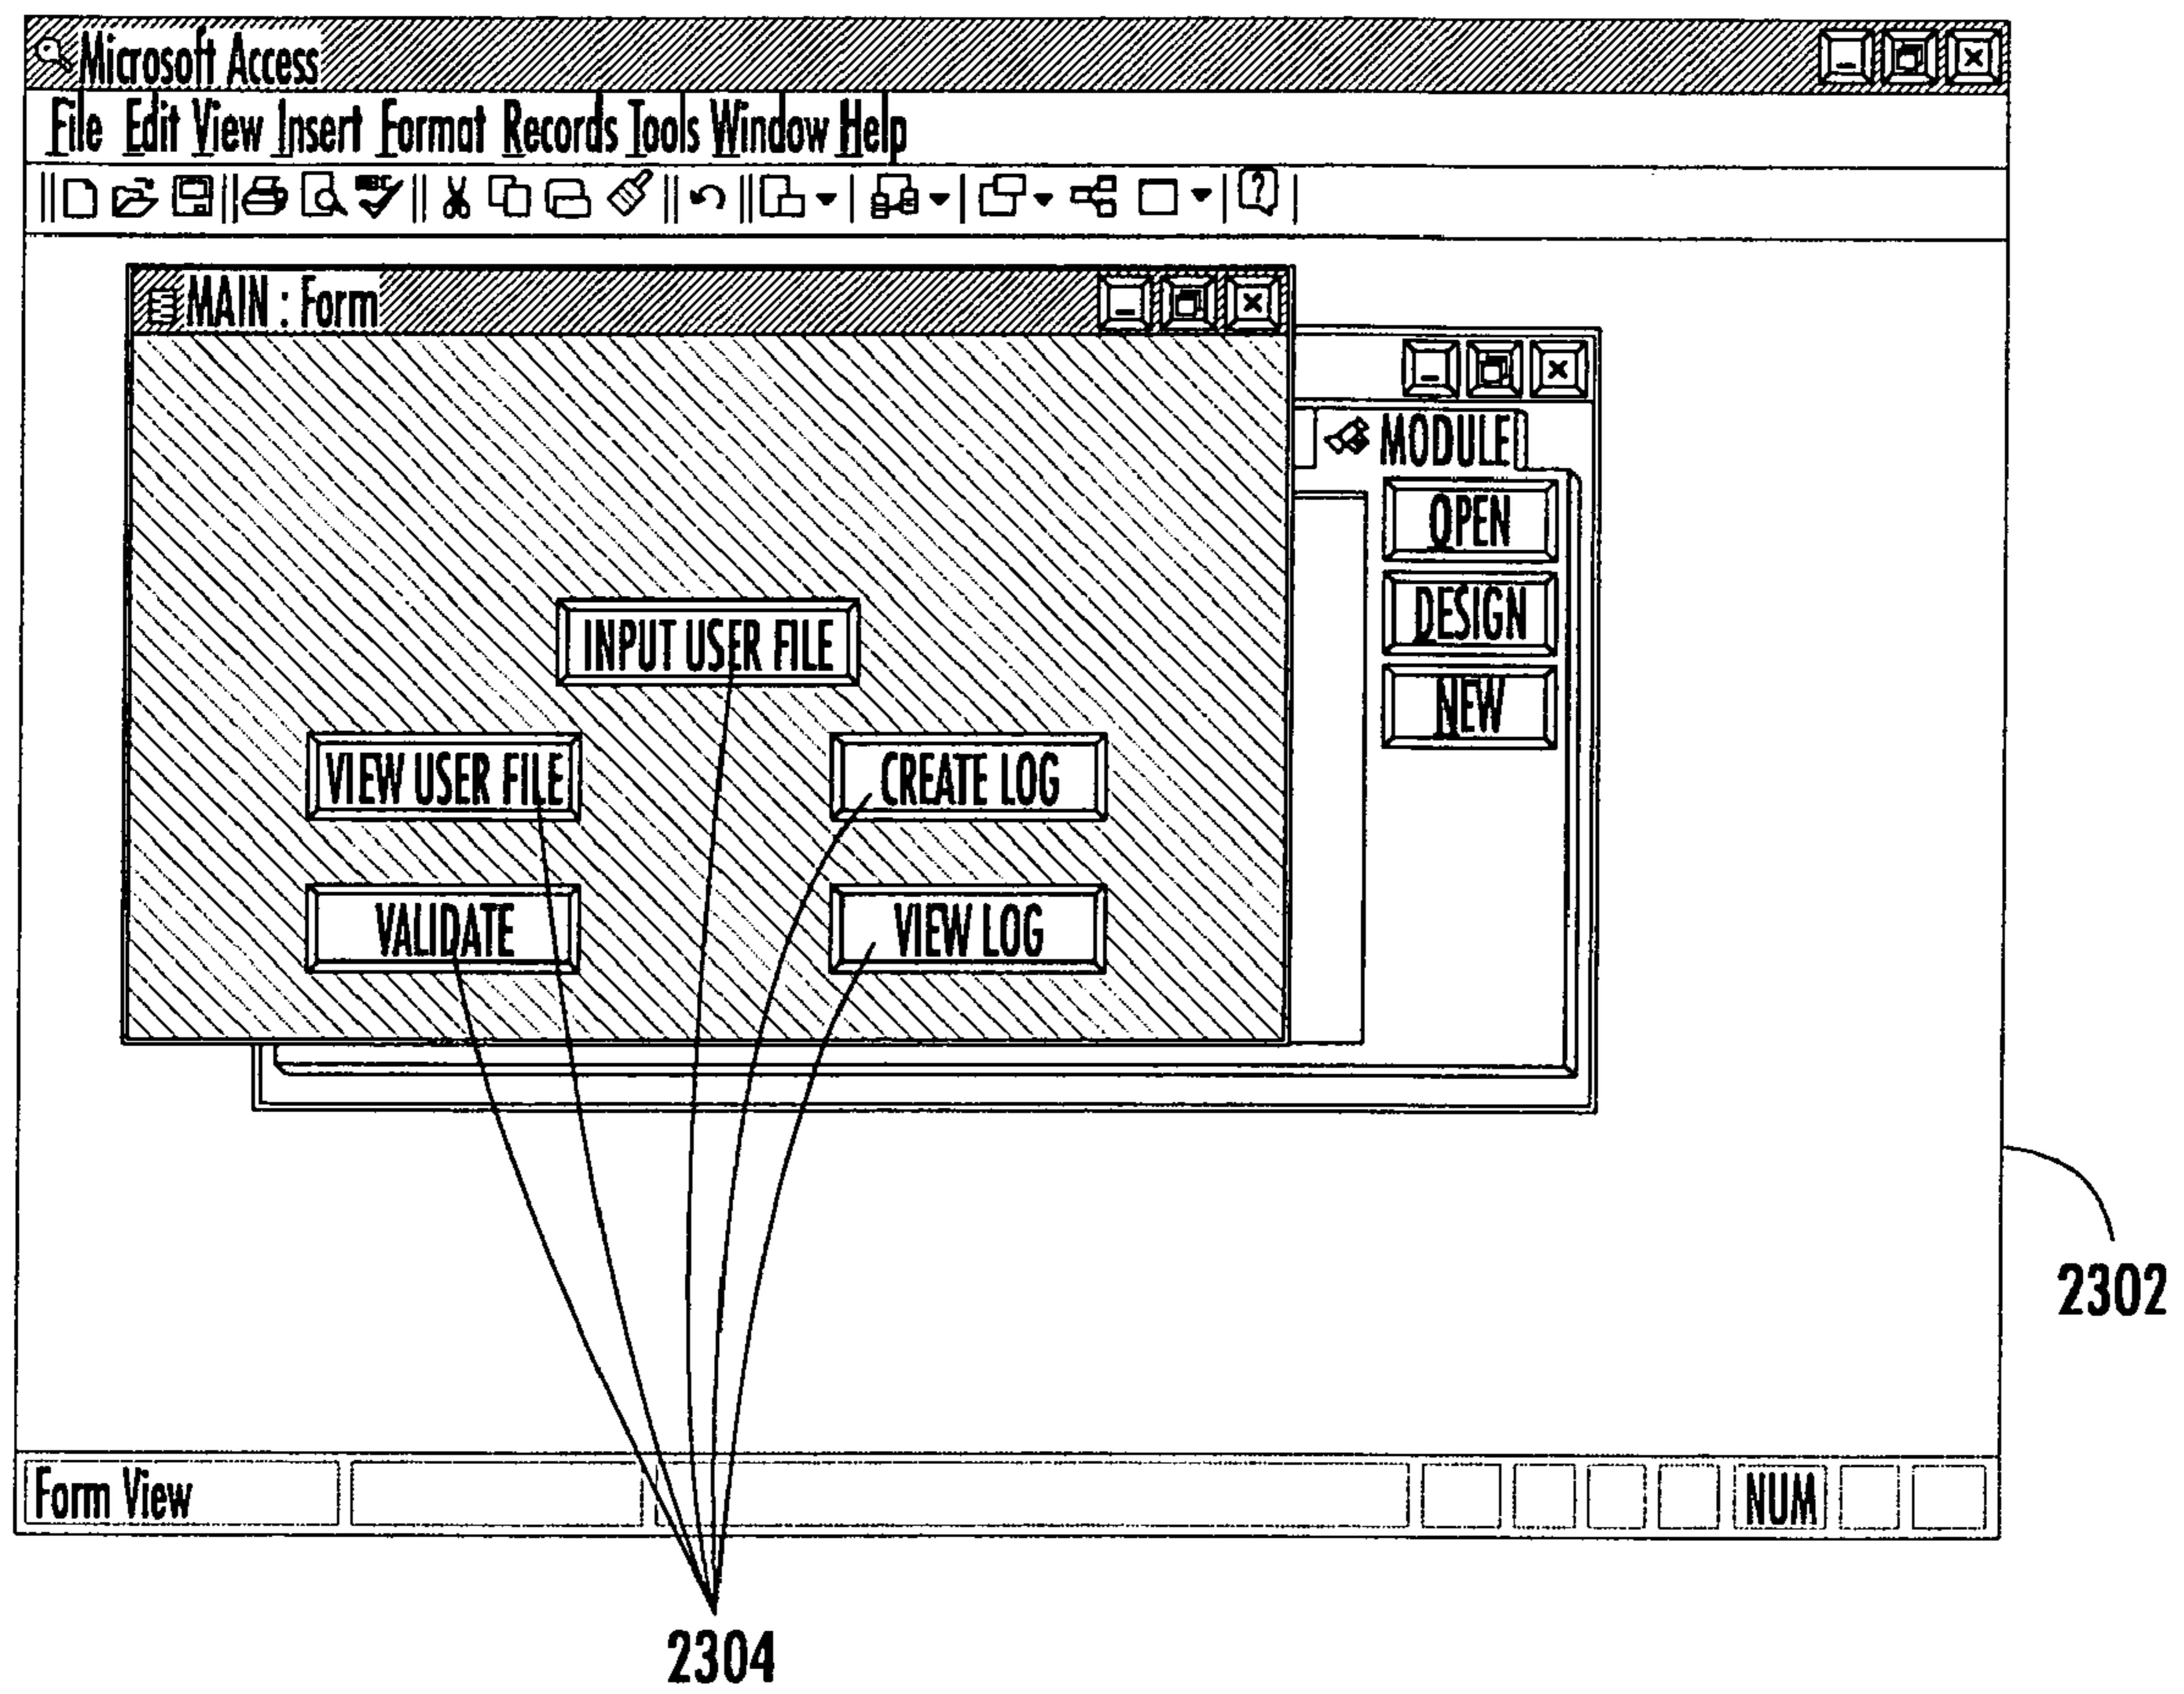 Microsoft Access
File Edit View Insert Format Records Tools Window Help
?
MAIN : Form
MODULE
OPEN
DESIGN
NEW
INPUT USER FILE
VIEW USER FILE CREATE LOG
VALIDATE VIEW LOG
2302
Form View NUM
2304